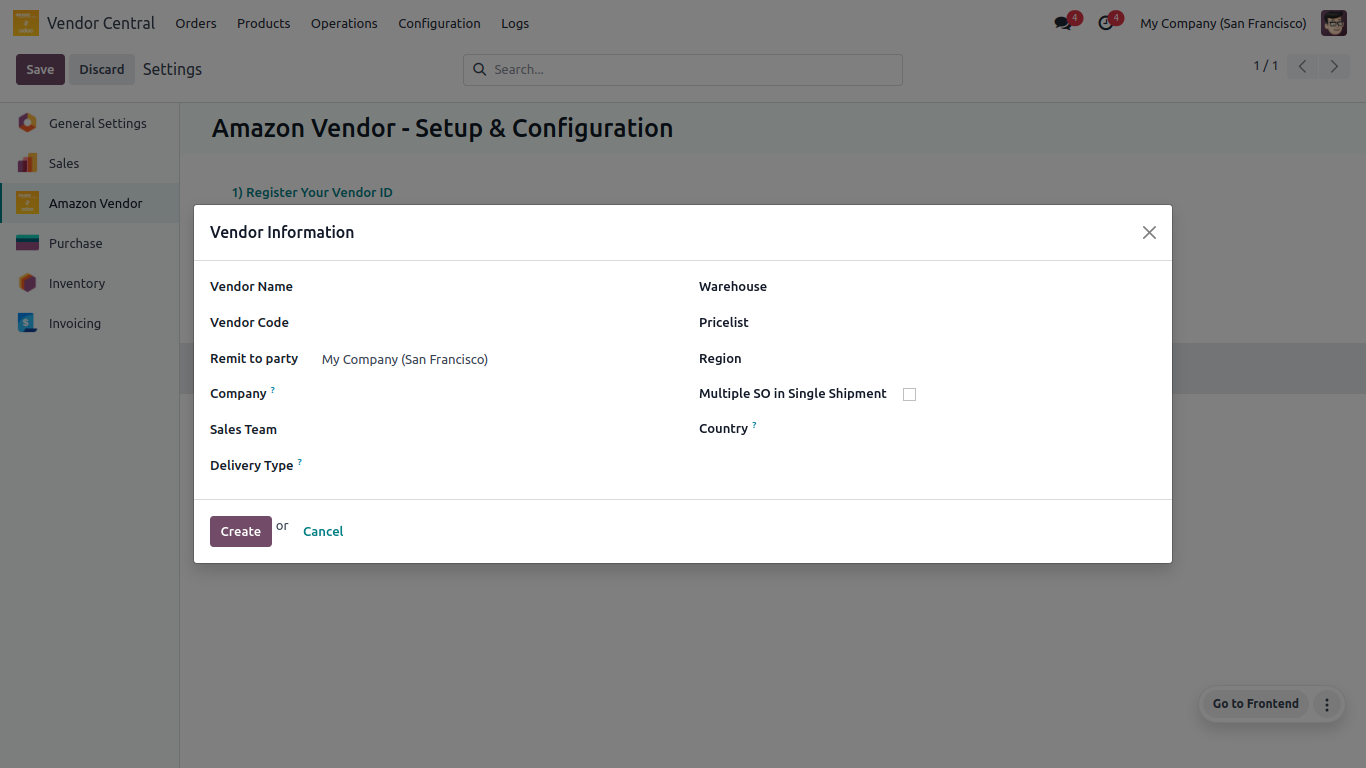 Vendor Central Orders Products Operations Configuration Logs 4 4 My Company (San Francisco)
Save Discard Settings Search... 1 / 1
General Settings
Sales
Amazon Vendor
Purchase
Inventory
Invoicing
Amazon Vendor - Setup & Configuration
1) Register Your Vendor ID
Vendor Information
Vendor Name
Vendor Code
Remit to party My Company (San Francisco)
Company ?
Sales Team
Delivery Type ?
Warehouse
Pricelist
Region
Multiple SO in Single Shipment
Country ?
Create or Cancel
Go to Frontend